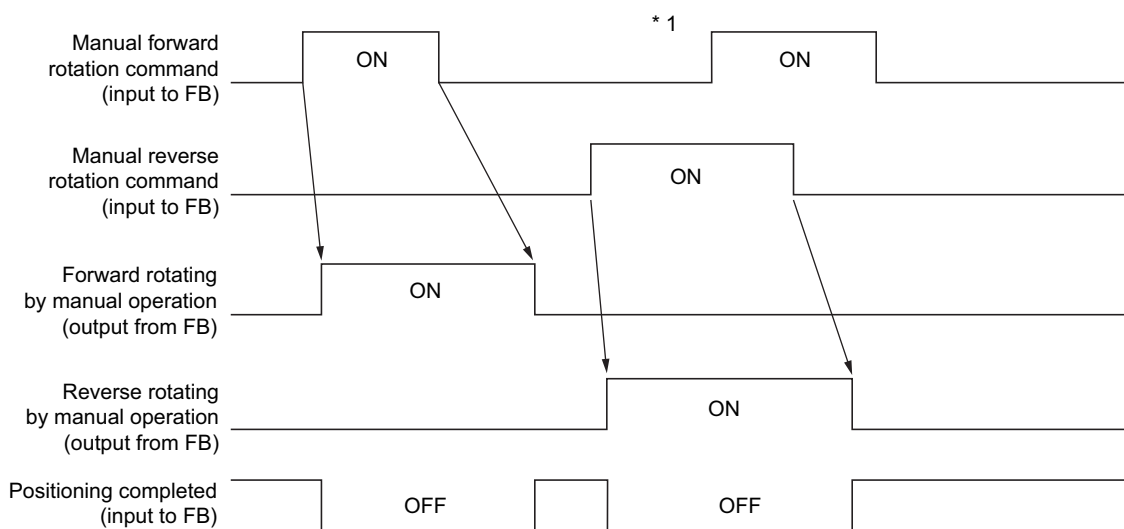 * 1
Manual forward
rotation command
(input to FB)
ON
ON
Manual reverse
rotation command
(input to FB)
ON
Forward rotating
by manual operation
(output from FB)
ON
Reverse rotating
by manual operation
(output from FB)
ON
Positioning completed
(input to FB)
OFF
OFF